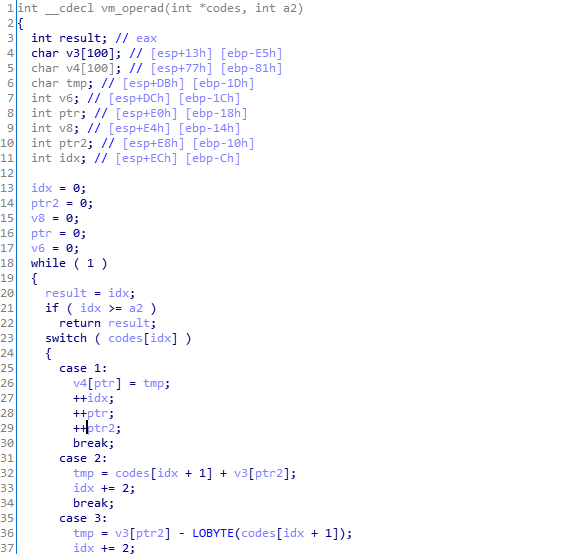 1 int __cdecl vm_operad(int *codes, int a2)
2 {
3 int result; // eax
4 char v3[100]; // [esp+13h] [ebp-E5h]
5 char v4[100]; // [esp+77h] [ebp-81h]
6 char tmp; // [esp+DBh] [ebp-1Dh]
7 int v6; // [esp+DCh] [ebp-1Ch]
8 int ptr; // [esp+E0h] [ebp-18h]
9 int v8; // [esp+E4h] [ebp-14h]
10 int ptr2; // [esp+E8h] [ebp-10h]
11 int idx; // [esp+ECh] [ebp-Ch]
12
13 idx = 0;
14 ptr2 = 0;
15 v8 = 0;
16 ptr = 0;
17 v6 = 0;
18 while ( 1 )
19 {
20 result = idx;
21 if ( idx >= a2 )
22 return result;
23 switch ( codes[idx] )
24 {
25 case 1:
26 v4[ptr] = tmp;
27 ++idx;
28 ++ptr;
29 ++ptr2;
30 break;
31 case 2:
32 tmp = codes[idx + 1] + v3[ptr2];
33 idx += 2;
34 break;
35 case 3:
36 tmp = v3[ptr2] - LOBYTE(codes[idx + 1]);
37 idx += 2;